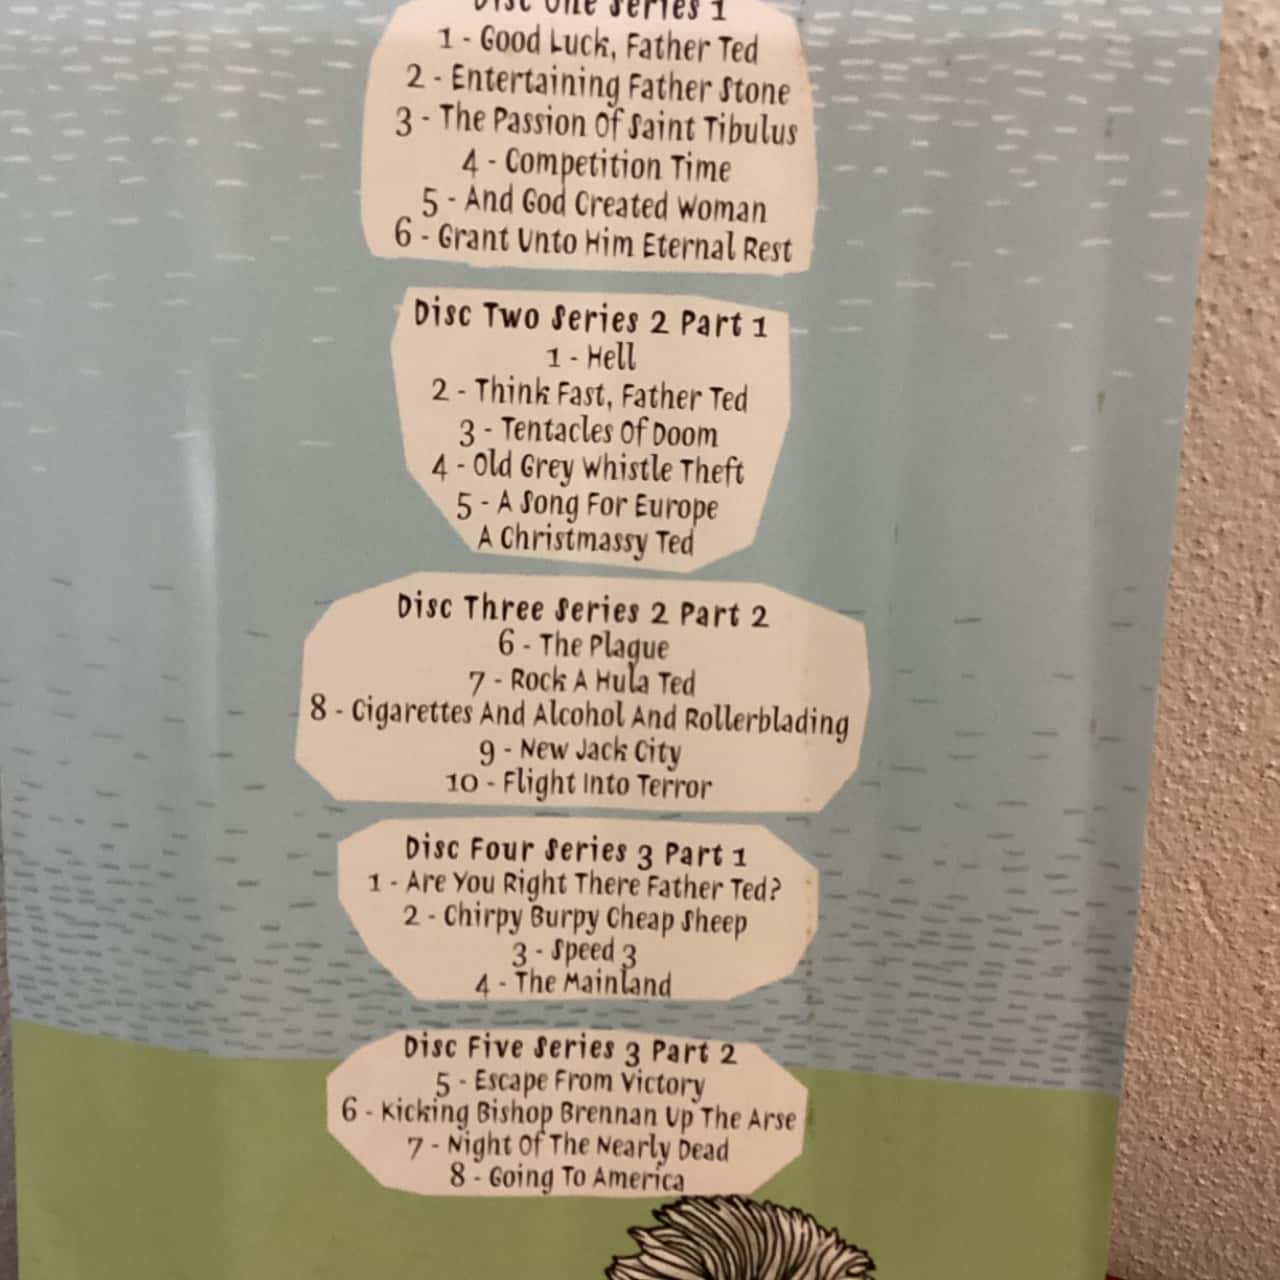 Disc One Series 1
1 - Good Luck, Father Ted
2 - Entertaining Father Stone
3 - The Passion Of Saint Tibulus
4 - Competition Time
5 - And God Created Woman
6 - Grant Unto Him Eternal Rest
Disc Two Series 2 Part 1
1 - Hell
2 - Think Fast, Father Ted
3 - Tentacles Of Doom
4 - Old Grey Whistle Theft
5 - A Song For Europe
A Christmassy Ted
Disc Three Series 2 Part 2
6 - The Plague
7 - Rock A Hula Ted
8 - Cigarettes And Alcohol And Rollerblading
9 - New Jack City
10 - Flight Into Terror
Disc Four Series 3 Part 1
1 - Are You Right There Father Ted?
2 - Chirpy Burpy Cheap Sheep
3 - Speed 3
4 - The Mainland
Disc Five Series 3 Part 2
5 - Escape From Victory
6 - Kicking Bishop Brennan Up The Arse
7 - Night Of The Nearly Dead
8 - Going To America